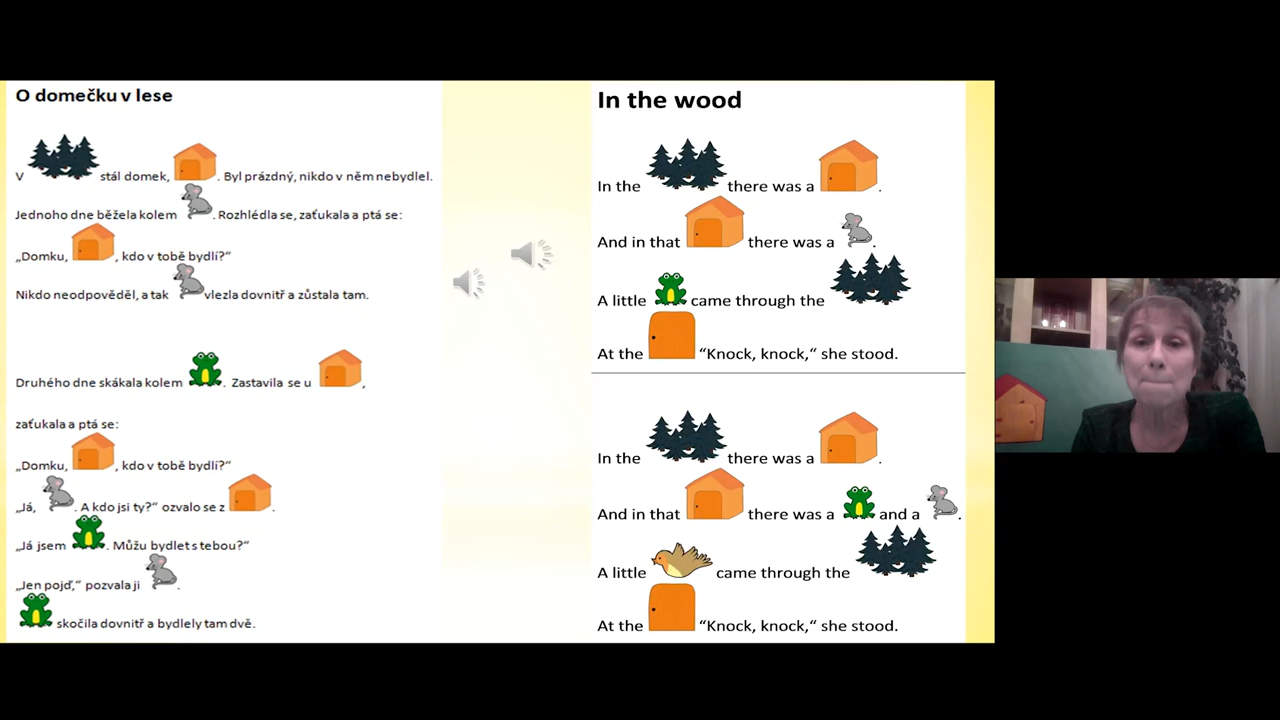 O domečku v lese
V stál domek, . Byl prázdný, nikdo v něm nebydlel.
Jednoho dne běžela kolem . Rozhlédla se, zaťukala a ptá se:
„Domku, , kdo v tobě bydlí?“
Nikdo neodpověděl, a tak vlezla dovnitř a zůstala tam.
Druhého dne skákala kolem . Zastavila se u ,
zaťukala a ptá se:
„Domku, , kdo v tobě bydlí?“
„Já, . A kdo jsi ty?“ ozvalo se z .
„Já jsem . Můžu bydlet s tebou?“
„Jen pojď,“ pozvala ji .
skočila dovnitř a bydlely tam dvě.
In the wood
In the there was a .
And in that there was a .
A little came through the
At the “Knock, knock,“ she stood.
In the there was a .
And in that there was a and a .
A little came through the
At the “Knock, knock,“ she stood.